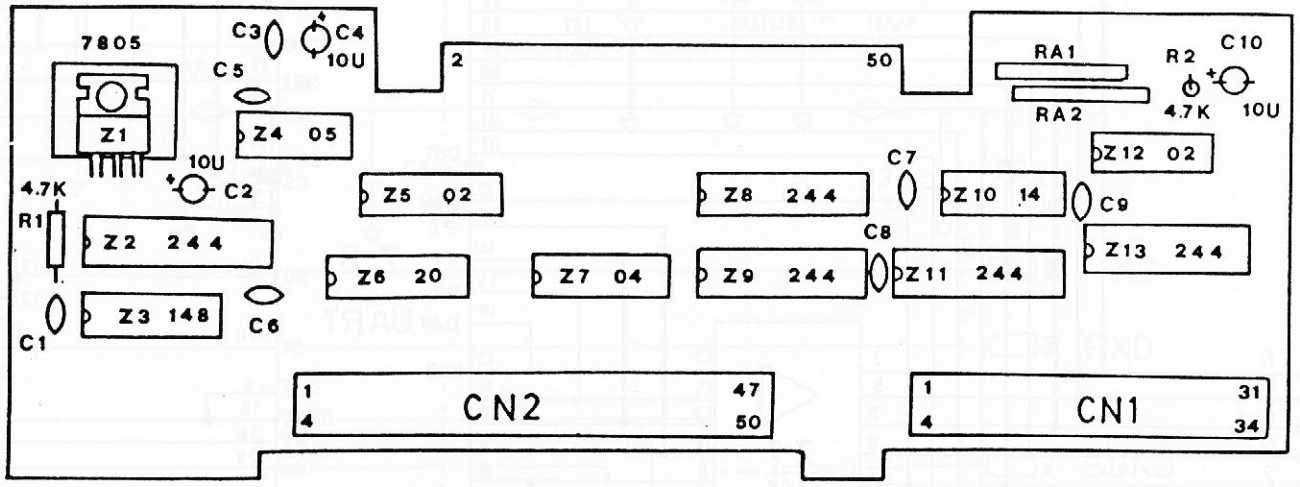 7805
C3
+
C4
10U
2
50
RA1
R2
C10
C5
+
RA2
4.7K
10U
Z1
Z4 05
Z12 02
10U
C7
4.7K
+
C2
Z5 02
Z8 244
Z10 14
C9
R1
Z2 244
C8
Z13 244
Z6 20
Z7 04
Z9 244
Z11 244
C1
Z3 148
C6
1
47
CN2
4
50
1
31
CN1
4
34